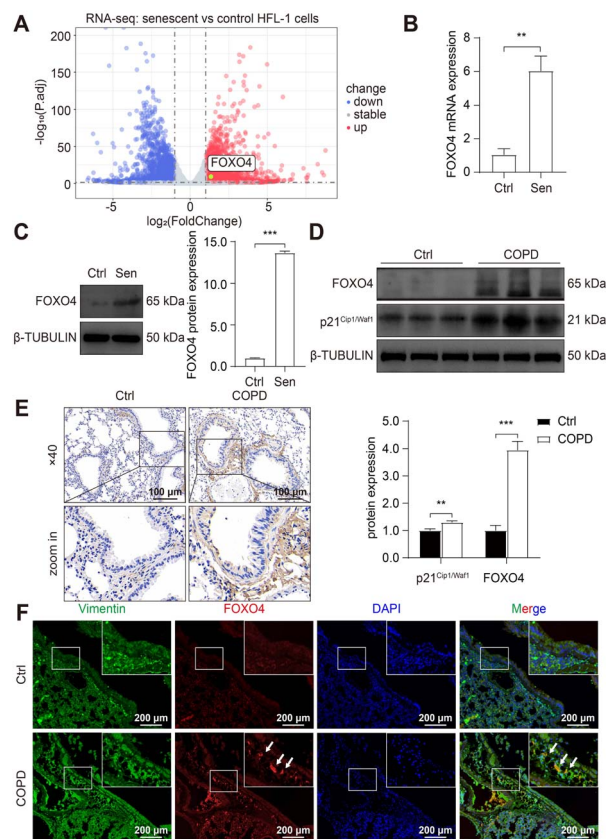 A
RNA-seq: senescent vs control HFL-1 cells
200
150
100
50
0
-log₁₀(P.adj)
FOXO4
-5
0
5
log₂(FoldChange)
change
down
stable
up
B
**
8
6
4
2
0
FOXO4 mRNA expression
Ctrl
Sen
C
Ctrl Sen
FOXO4
65 kDa
β-TUBULIN
50 kDa
***
15.0
10.0
5.0
0.0
FOXO4 protein expression
Ctrl
Sen
D
Ctrl
COPD
FOXO4
65 kDa
p21Cip1/Waf1
21 kDa
β-TUBULIN
50 kDa
E
Ctrl
COPD
×40
100 μm
100 μm
zoom in
5.0
4.0
3.0
2.0
1.0
0.0
protein expression
Ctrl
COPD
**
***
p21Cip1/Waf1
FOXO4
F
Vimentin
FOXO4
DAPI
Merge
Ctrl
200 μm
200 μm
200 μm
200 μm
COPD
200 μm
200 μm
200 μm
200 μm